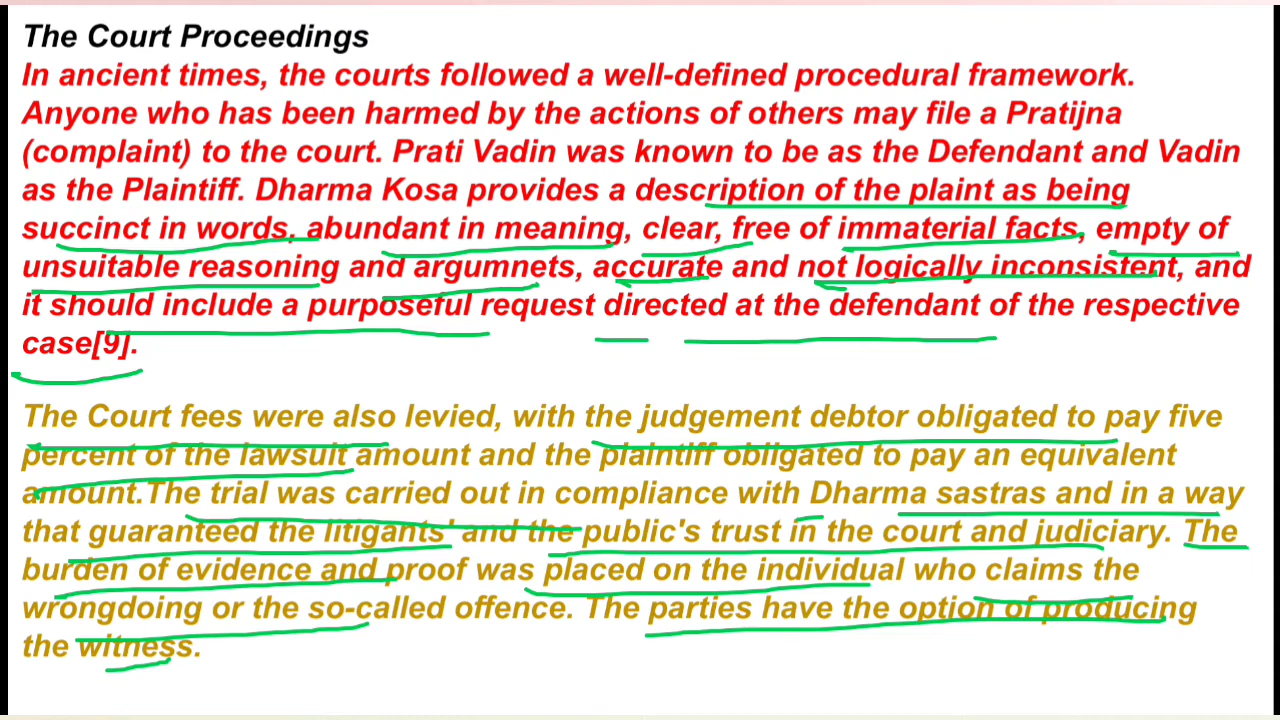 The Court Proceedings
In ancient times, the courts followed a well-defined procedural framework.
Anyone who has been harmed by the actions of others may file a Pratijna
(complaint) to the court. Prati Vadin was known to be as the Defendant and Vadin
as the Plaintiff. Dharma Kosa provides a description of the plaint as being
succinct in words, abundant in meaning, clear, free of immaterial facts, empty of
unsuitable reasoning and argumnets, accurate and not logically inconsistent, and
it should include a purposeful request directed at the defendant of the respective
case[9].
The Court fees were also levied, with the judgement debtor obligated to pay five
percent of the lawsuit amount and the plaintiff obligated to pay an equivalent
amount.The trial was carried out in compliance with Dharma sastras and in a way
that guaranteed the litigants' and the public's trust in the court and judiciary. The
burden of evidence and proof was placed on the individual who claims the
wrongdoing or the so-called offence. The parties have the option of producing
the witness.